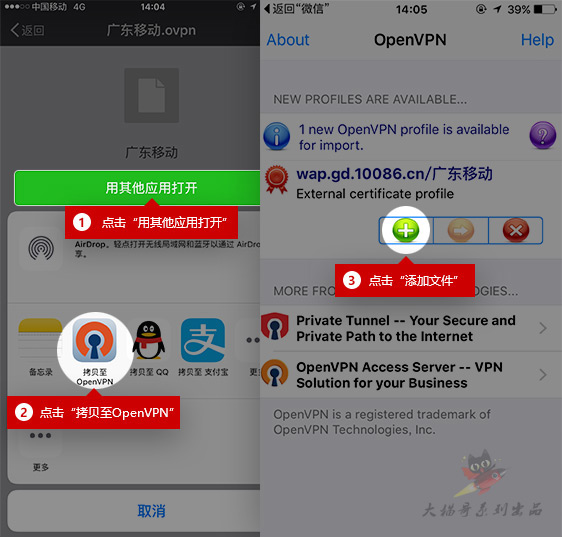 中国移动 4G 14:04
返回 广东移动.ovpn
广东移动
用其他应用打开
1 点击“用其他应用打开”
AirDrop。轻点打开无线局域网和蓝牙以通过 AirDro
享。
备忘录
拷贝至
OpenVPN
拷贝至 QQ
拷贝至 支付宝
更
2 点击“拷贝至OpenVPN”
更多
取消
返回“微信” 14:05 39%
About OpenVPN Help
NEW PROFILES ARE AVAILABLE...
1 new OpenVPN profile is available
for import.
wap.gd.10086.cn/广东移动
External certificate profile
3 点击“添加文件”
MORE FRO
OGIES...
Private Tunnel -- Your Secure and
Private Path to the Internet
OpenVPN Access Server -- VPN
Solution for your Business
OpenVPN is a registered trademark of
OpenVPN Technologies, Inc.
大猫哥系列出品